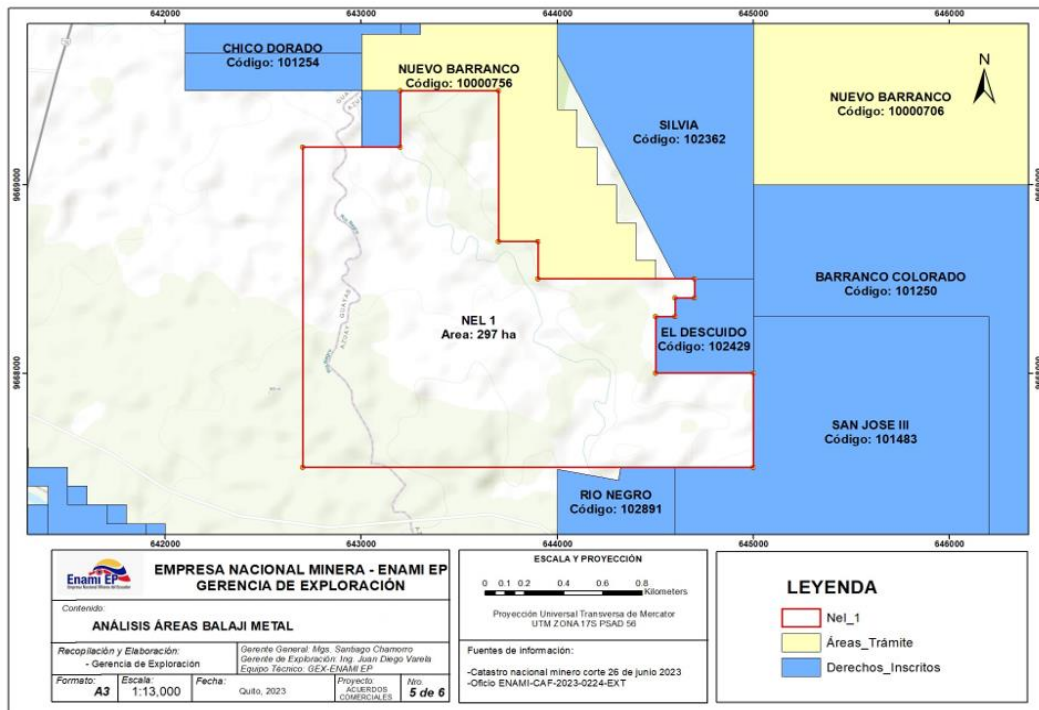 642000 643000 644000 645000 646000
CHICO DORADO
Código: 101254
NUEVO BARRANCO
Código: 10000756
NUEVO BARRANCO
Código: 10000706
N
SILVIA
Código: 102362
9669000 9669000
GUAYAS
AZUAY
BARRANCO COLORADO
Código: 101250
NEL 1
Area: 297 ha
EL DESCUIDO
Código: 102429
9668000 9668000
SAN JOSE III
Código: 101483
RIO NEGRO
Código: 102891
642000 643000 644000 645000 646000
Enami EP
EMPRESA NACIONAL MINERA - ENAMI EP
GERENCIA DE EXPLORACIÓN
Contenido:
ANÁLISIS ÁREAS BALAJI METAL
Recopilación y Elaboración:
- Gerencia de Exploración
Gerente General: Mgs. Santiago Chamorro
Gerente de Exploración: Ing. Juan Diego Varela
Equipo Técnico: GEX-ENAMI EP
Formato:
A3
Escala:
1:13,000
Fecha:
Quito, 2023
Proyecto:
ACUERDOS
COMERCIALES
Nro.
5 de 6
ESCALA Y PROYECCIÓN
0 0.1 0.2 0.4 0.6 0.8
Kilometers
Proyección Universal Transversa de Mercator
UTM ZONA 17S PSAD 56
Fuentes de información:
-Catastro nacional minero corte 26 de junio 2023
-Oficio ENAMI-CAF-2023-0224-EXT
LEYENDA
Nel_1
Áreas_Trámite
Derechos_Inscritos